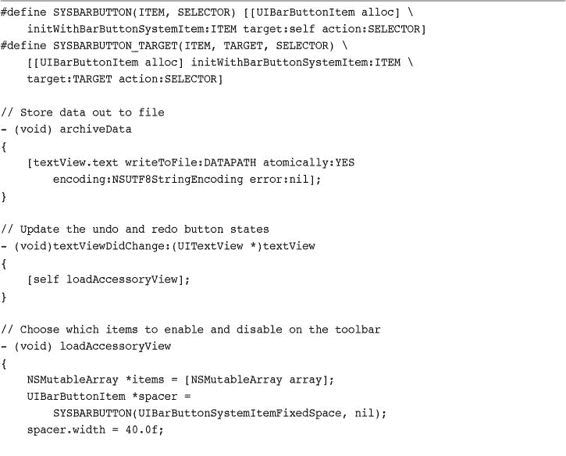 #define SYSBARBUTTON(ITEM, SELECTOR) [[UIBarButtonItem alloc] \
    initWithBarButtonSystemItem:ITEM target:self action:SELECTOR]
#define SYSBARBUTTON_TARGET(ITEM, TARGET, SELECTOR) \
    [[UIBarButtonItem alloc] initWithBarButtonSystemItem:ITEM \
    target:TARGET action:SELECTOR]

// Store data out to file
- (void) archiveData
{
    [textView.text writeToFile:DATAPATH atomically:YES
        encoding:NSUTF8StringEncoding error:nil];
}

// Update the undo and redo button states
- (void)textViewDidChange:(UITextView *)textView
{
    [self loadAccessoryView];
}

// Choose which items to enable and disable on the toolbar
- (void) loadAccessoryView
{
    NSMutableArray *items = [NSMutableArray array];
    UIBarButtonItem *spacer =
        SYSBARBUTTON(UIBarButtonSystemItemFixedSpace, nil);
    spacer.width = 40.0f;